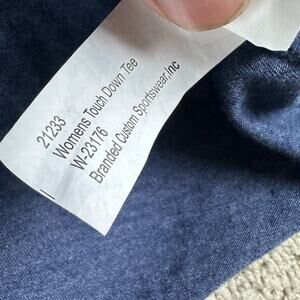 21233
Womens Touch Down Tee
W-23176
Branded Custom Sportswear,Inc